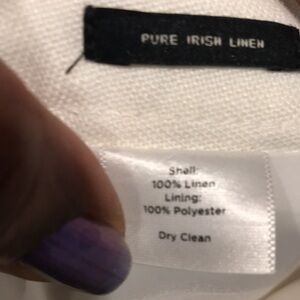 PURE IRISH LINEN
Shell:
100% Linen
Lining:
100% Polyester
Dry Clean